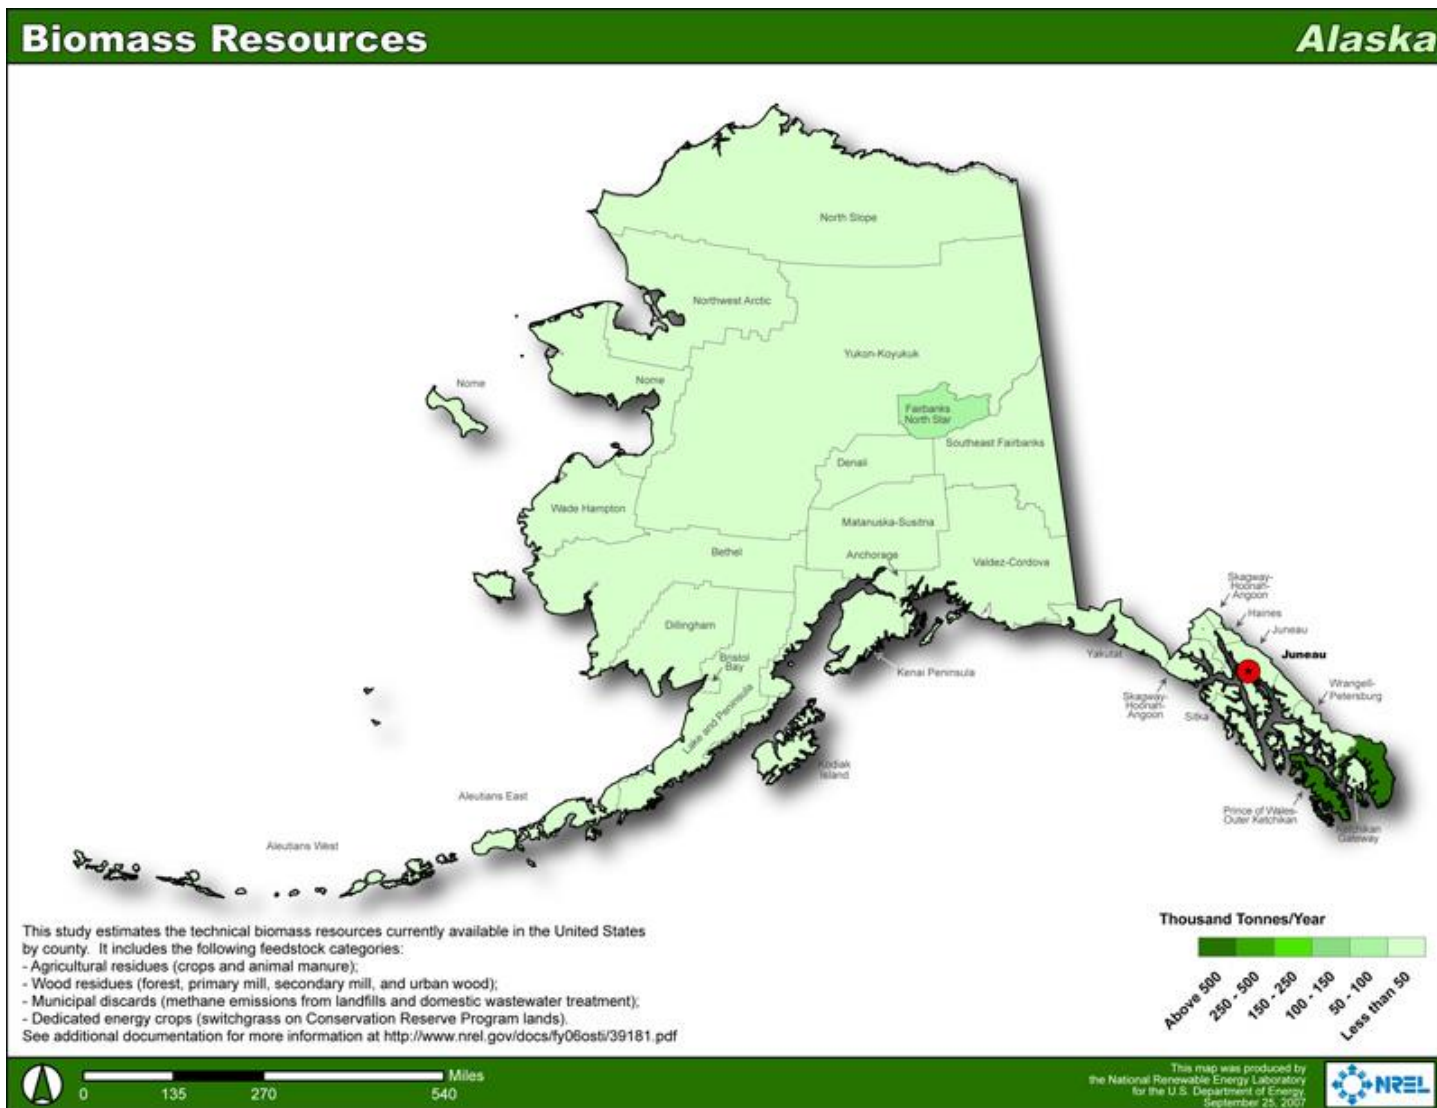 Biomass Resources
Alaska
North Slope
Northwest Arctic
Yukon-Koyukuk
Nome
Nome
Fairbanks
North Star
Southeast Fairbanks
Denali
Wade Hampton
Matanuska-Susitna
Bethel
Anchorage
Valdez-Cordova
Skagway-
Hoonah-
Angoon
Haines
Juneau
Juneau
Dillingham
Bristol
Bay
Yakutat
Kenai Peninsula
Wrangell-
Petersburg
Skagway-
Hoonah-
Angoon
Sitka
Lake and Peninsula
Kodiak
Island
Aleutians East
Prince of Wales-
Outer Ketchikan
Ketchikan
Gateway
Aleutians West
This study estimates the technical biomass resources currently available in the United States
by county. It includes the following feedstock categories:
- Agricultural residues (crops and animal manure);
- Wood residues (forest, primary mill, secondary mill, and urban wood);
- Municipal discards (methane emissions from landfills and domestic wastewater treatment);
- Dedicated energy crops (switchgrass on Conservation Reserve Program lands).
See additional documentation for more information at http://www.nrel.gov/docs/fy06osti/39181.pdf
Thousand Tonnes/Year
Above 500
250 - 500
150 - 250
100 - 150
50 - 100
Less than 50
Miles
0 135 270 540
This map was produced by
the National Renewable Energy Laboratory
for the U.S. Department of Energy.
September 25, 2007
NREL